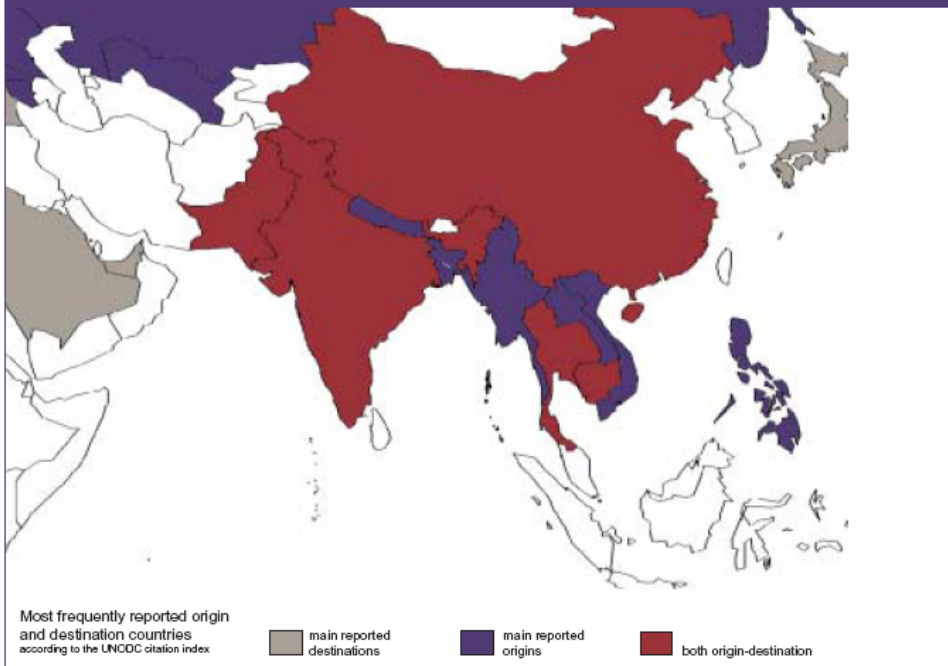 Most frequently reported origin
and destination countries
according to the UNODC citation index
main reported
destinations
main reported
origins
both origin-destination